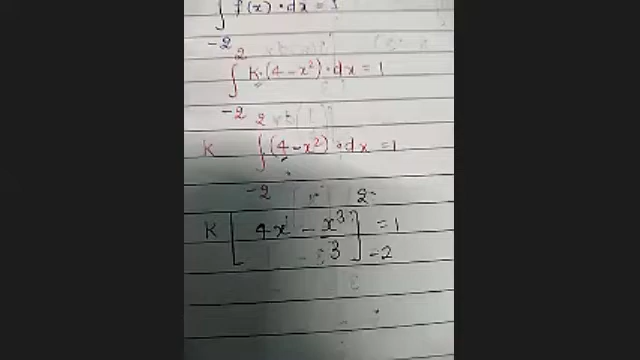 ∫ f(x)·dx = 1
-2
2
∫ k·(4-x²)·dx = 1
-2
2
k ∫ (4-x²)·dx = 1
-2
2
k [ 4x - x³/3 ] = 1
-2